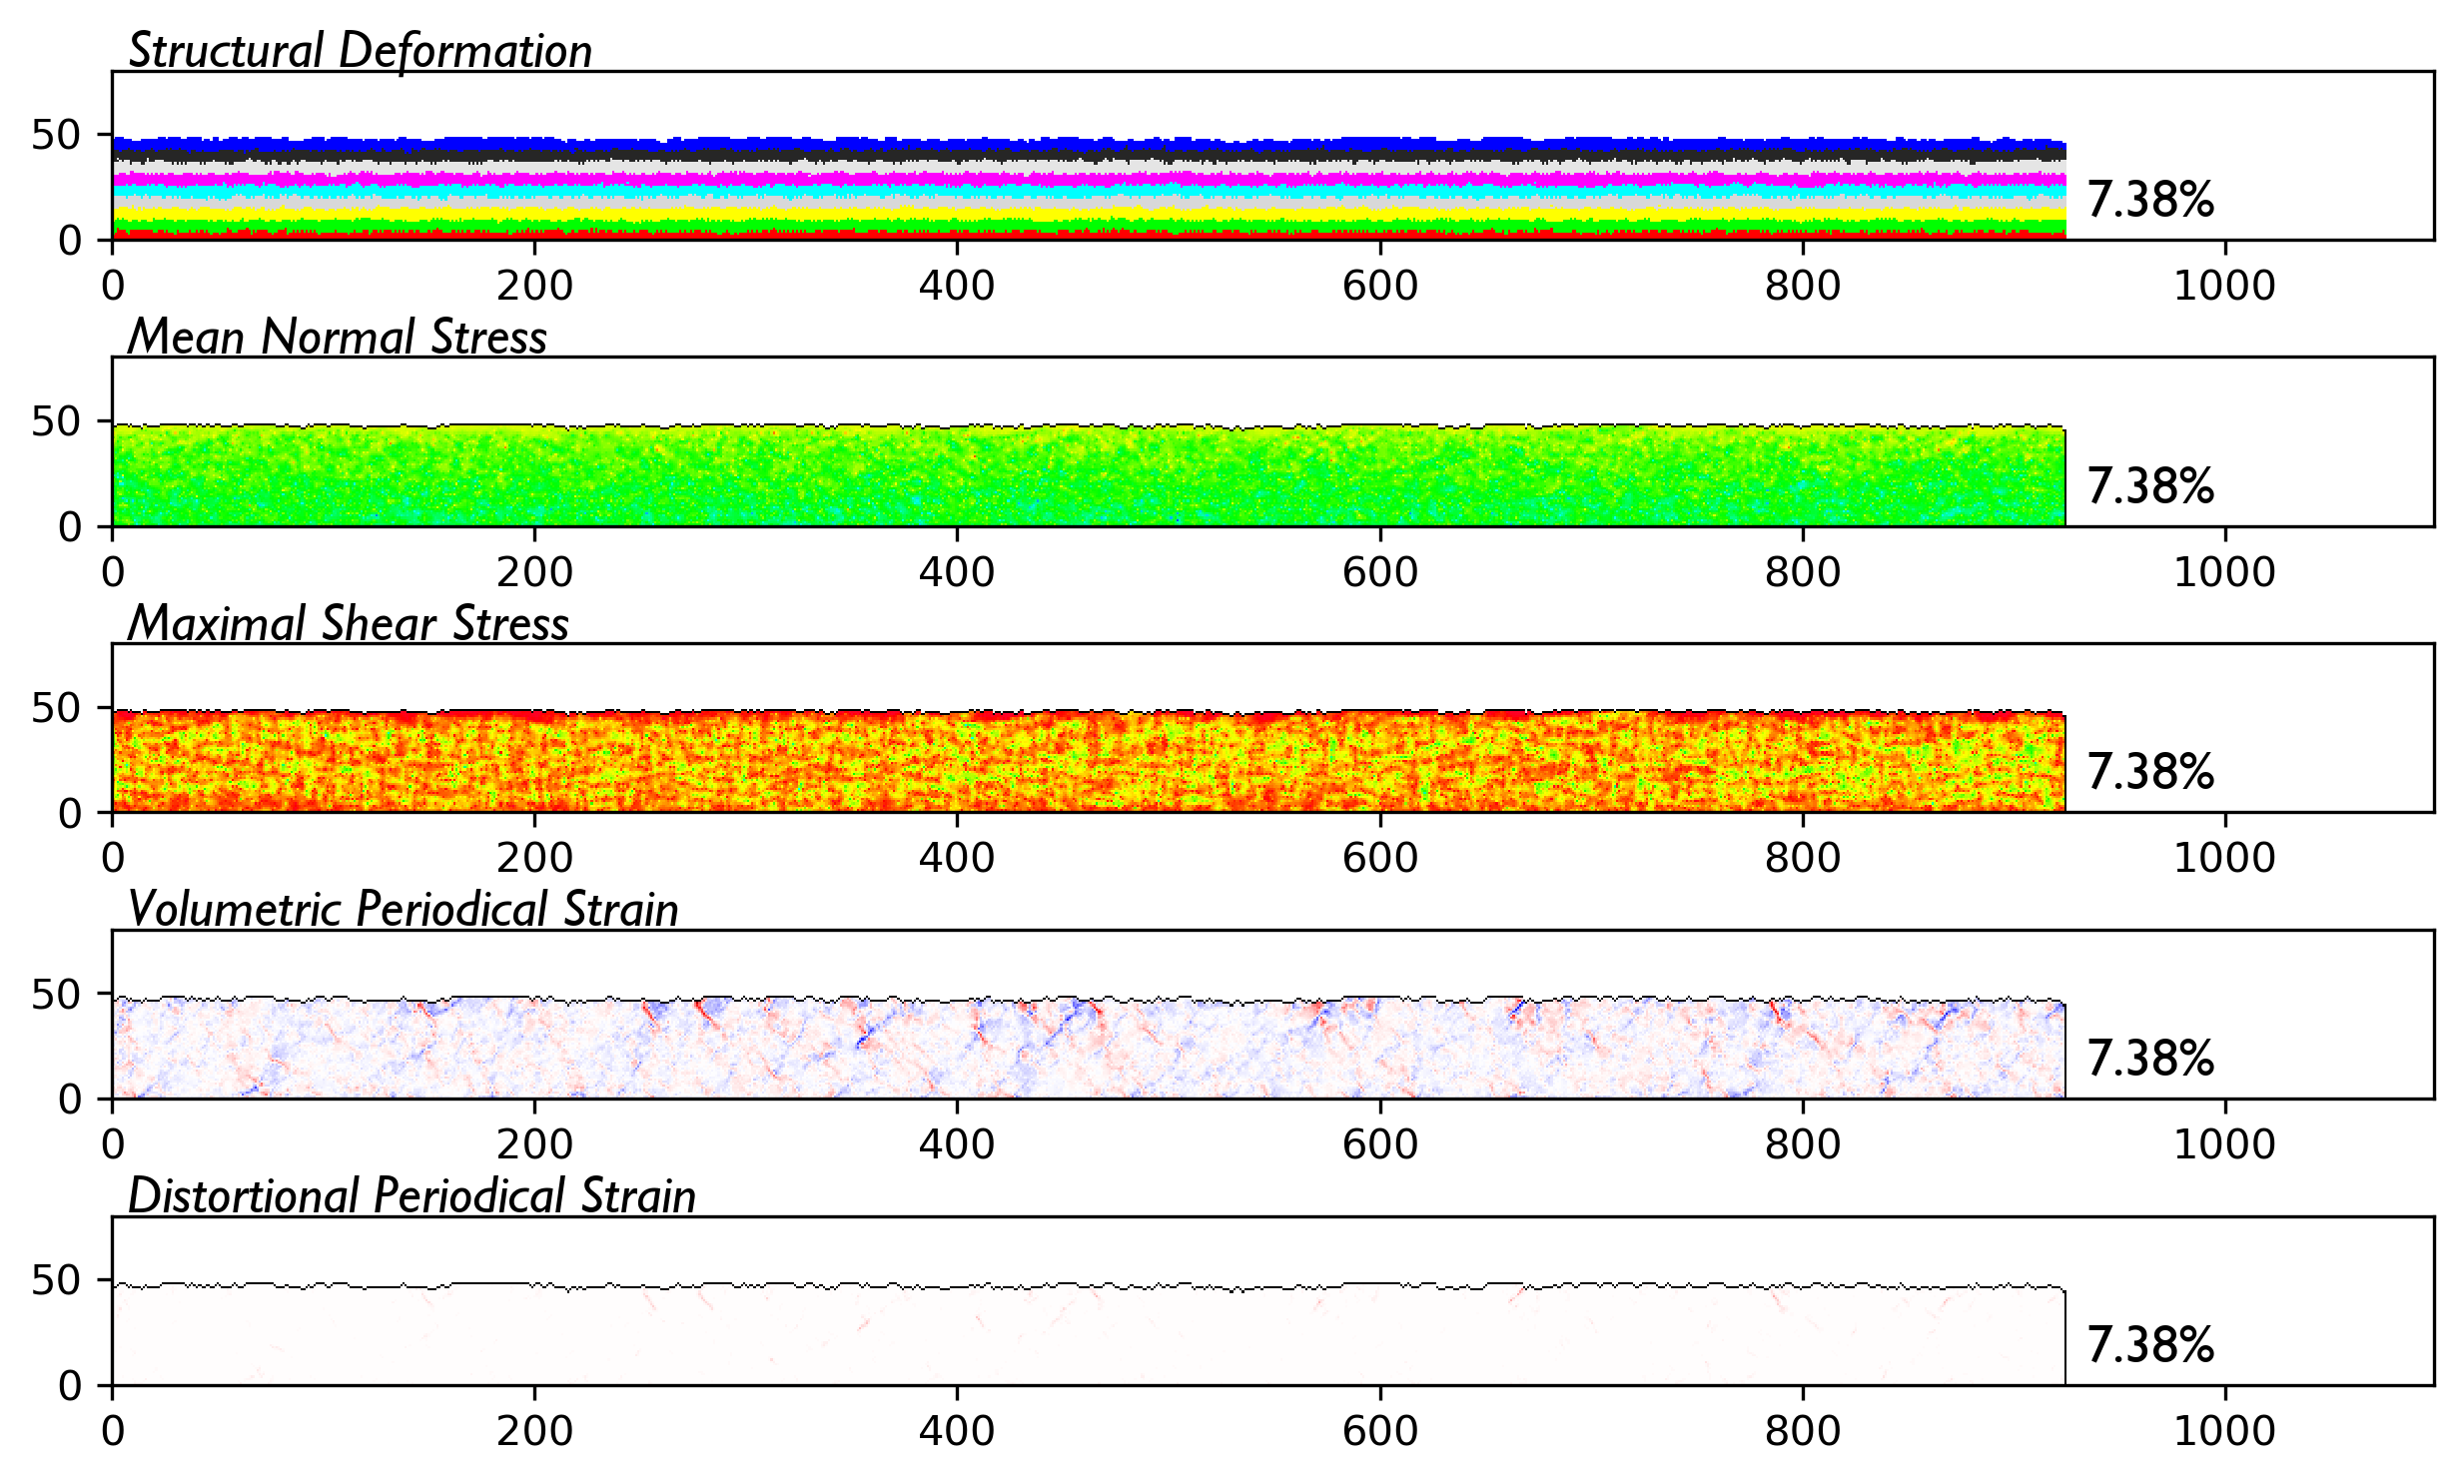 Structural Deformation
50
7.38%
0
0 200 400 600 800 1000
Mean Normal Stress
50
7.38%
0
0 200 400 600 800 1000
Maximal Shear Stress
50
7.38%
0
0 200 400 600 800 1000
Volumetric Periodical Strain
50
7.38%
0
0 200 400 600 800 1000
Distortional Periodical Strain
50
7.38%
0
0 200 400 600 800 1000